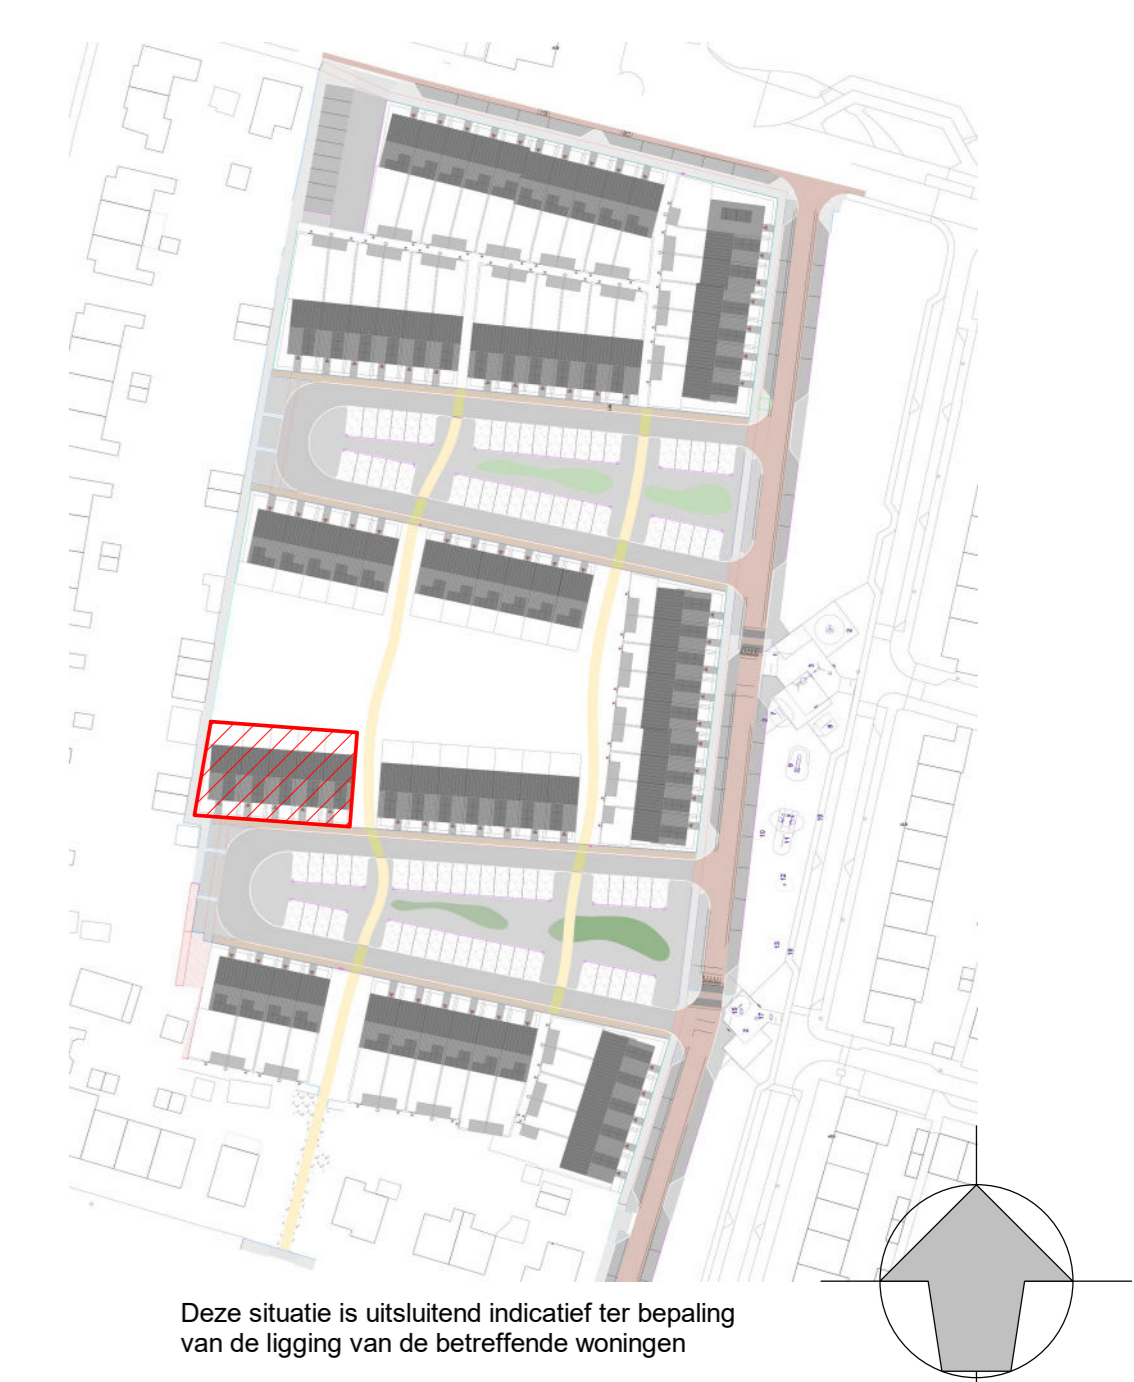 Deze situatie is uitsluitend indicatief ter bepaling
van de ligging van de betreffende woningen